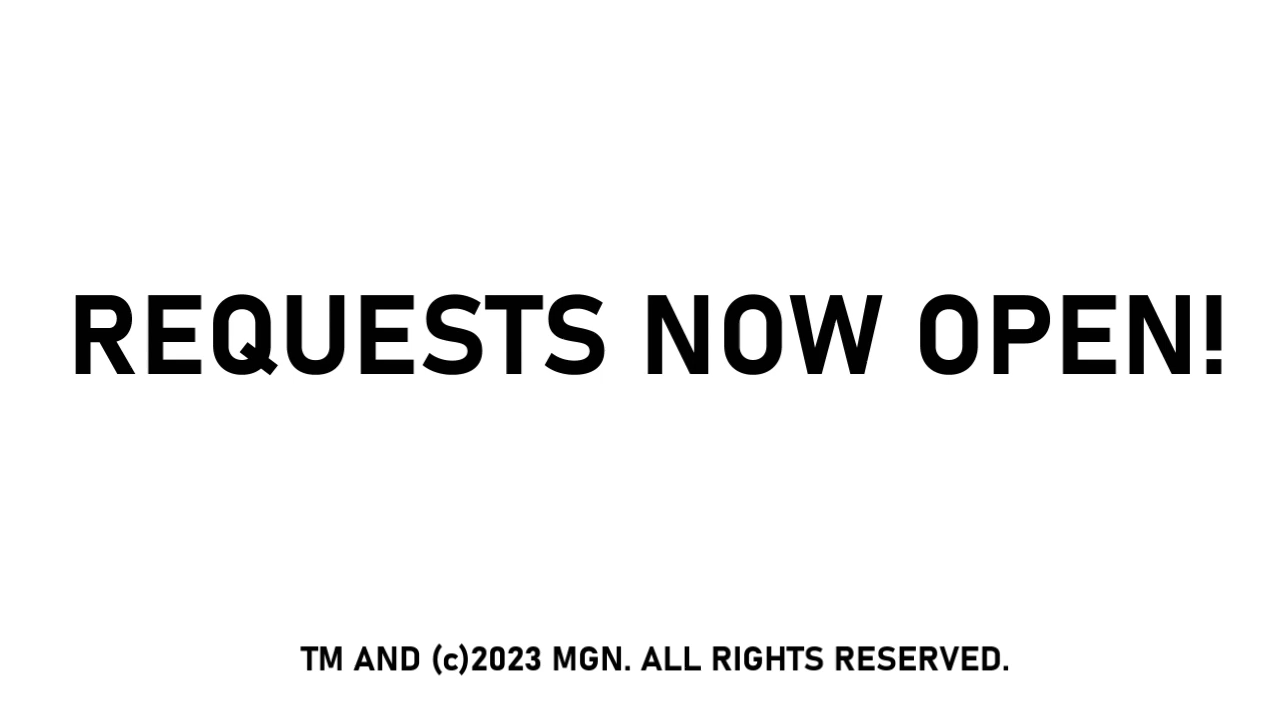 REQUESTS NOW OPEN!
TM AND (c)2023 MGN. ALL RIGHTS RESERVED.